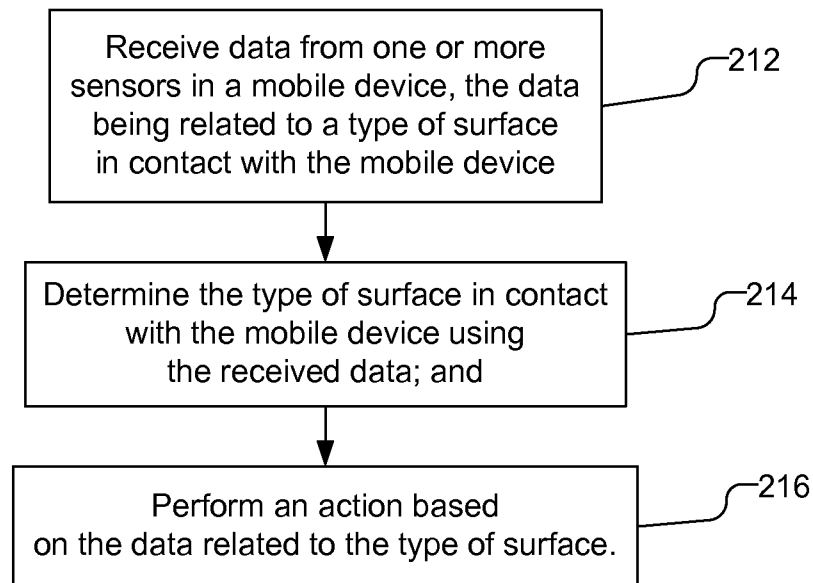 Receive data from one or more
sensors in a mobile device, the data
being related to a type of surface
in contact with the mobile device
212
Determine the type of surface in contact
with the mobile device using
the received data; and
214
Perform an action based
on the data related to the type of surface.
216